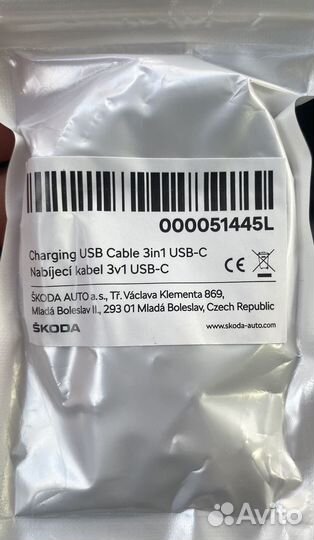 000051445L
Charging USB Cable 3in1 USB-C
Nabíjecí kabel 3v1 USB-C
CE
ŠKODA AUTO a.s., Tř. Václava Klementa 869,
Mladá Boleslav II., 293 01 Mladá Boleslav, Czech Republic
ŠKODA
www.skoda-auto.com
Avito